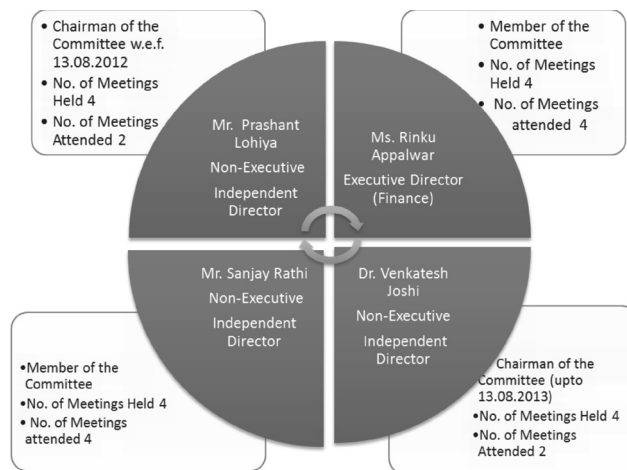 • Chairman of the
Committee w.e.f.
13.08.2012
• No. of Meetings
Held 4
• No. of Meetings
Attended 2
Mr. Prashant
Lohiya
Non-Executive
Independent
Director
• Member of the
Committee
• No. of Meetings
Held 4
• No. of Meetings
attended 4
Ms. Rinku
Appalwar
Executive Director
(Finance)
Mr. Sanjay Rathi
Non-Executive
Independent
Director
•Member of the
Committee
•No. of Meetings Held 4
• No. of Meetings
attended 4
Dr. Venkatesh
Joshi
Non-Executive
Independent
Director
Chairman of the
Committee (upto
13.08.2013)
•No. of Meetings Held 4
•No. of Meetings
Attended 2